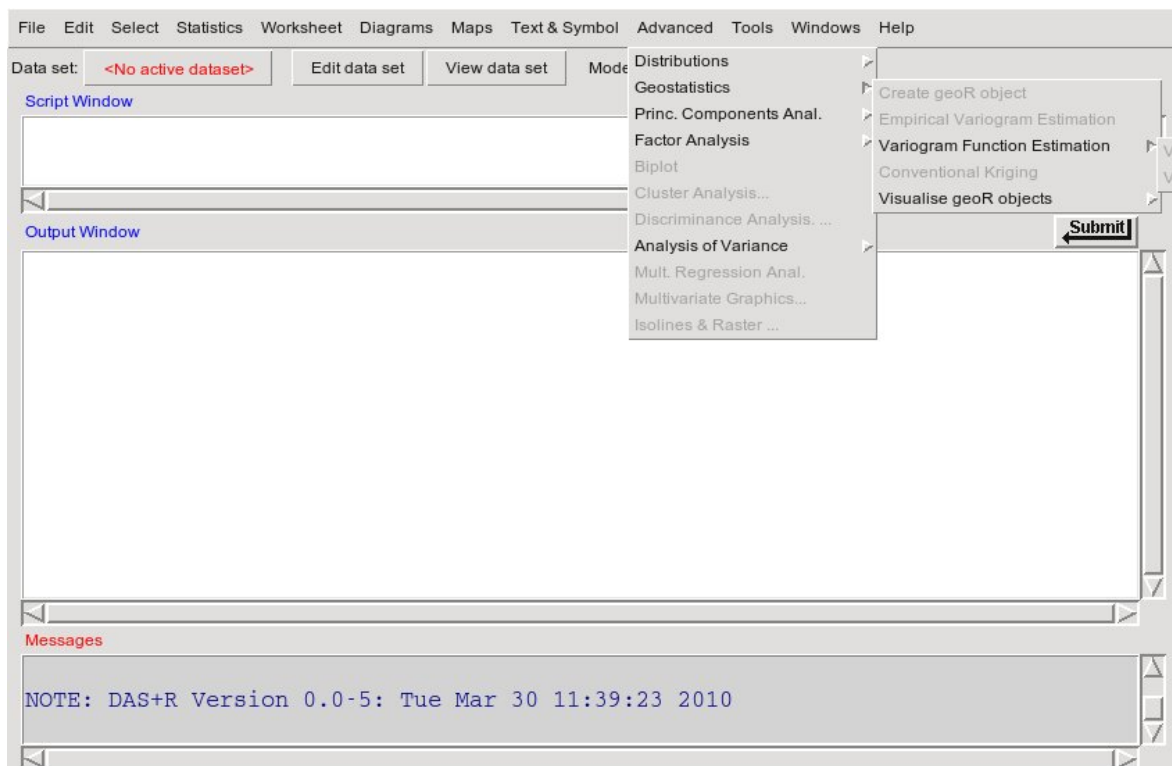 File Edit Select Statistics Worksheet Diagrams Maps Text & Symbol Advanced Tools Windows Help
Data set: <No active dataset> Edit data set View data set Mode
Script Window
Distributions
Geostatistics
Princ. Components Anal.
Factor Analysis
Biplot
Cluster Analysis...
Discriminance Analysis. ...
Analysis of Variance
Mult. Regression Anal.
Multivariate Graphics...
Isolines & Raster ...
Create geoR object
Empirical Variogram Estimation
Variogram Function Estimation
Conventional Kriging
Visualise geoR objects
V
V
Output Window
Submit
Messages
NOTE: DAS+R Version 0.0-5: Tue Mar 30 11:39:23 2010